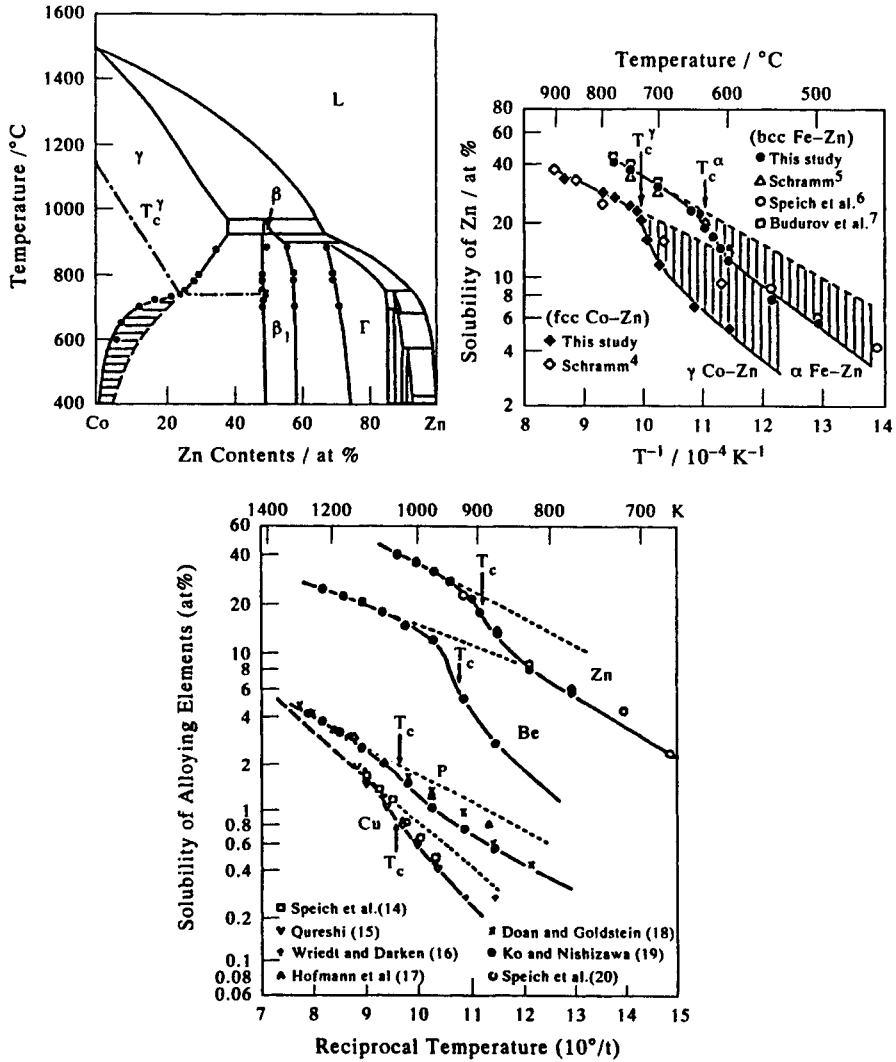 1600
1400
1200
1000
800
600
400
Temperature /°C
L
γ
β
T_c^γ
β₁
Γ
Co 20 40 60 80 Zn
Zn Contents / at %
Temperature / °C
900 800 700 600 500
80
40
20
10
8
6
4
2
Solubility of Zn / at %
T_c^γ
T_c^α
(bcc Fe–Zn)
● This study
△ Schramm⁵
○ Speich et al.⁶
□ Budurov et al.⁷
(fcc Co–Zn)
◆ This study
◇ Schramm⁴
γ Co–Zn
α Fe–Zn
8 9 10 11 12 13 14
T⁻¹ / 10⁻⁴ K⁻¹
1400 1200 1000 900 800 700 K
60
40
20
10
8
6
4
2
1
0.8
0.6
0.4
0.2
0.1
0.08
0.06
Solubility of Alloying Elements (at%)
T_c
Zn
T_c
Be
T_c
P
Cu
T_c
Speich et al.(14)
Qureshi (15)
Wriedt and Darken (16)
Hofmann et al (17)
Doan and Goldstein (18)
Ko and Nishizawa (19)
Speich et al.(20)
7 8 9 10 11 12 13 14 15
Reciprocal Temperature (10°/t)